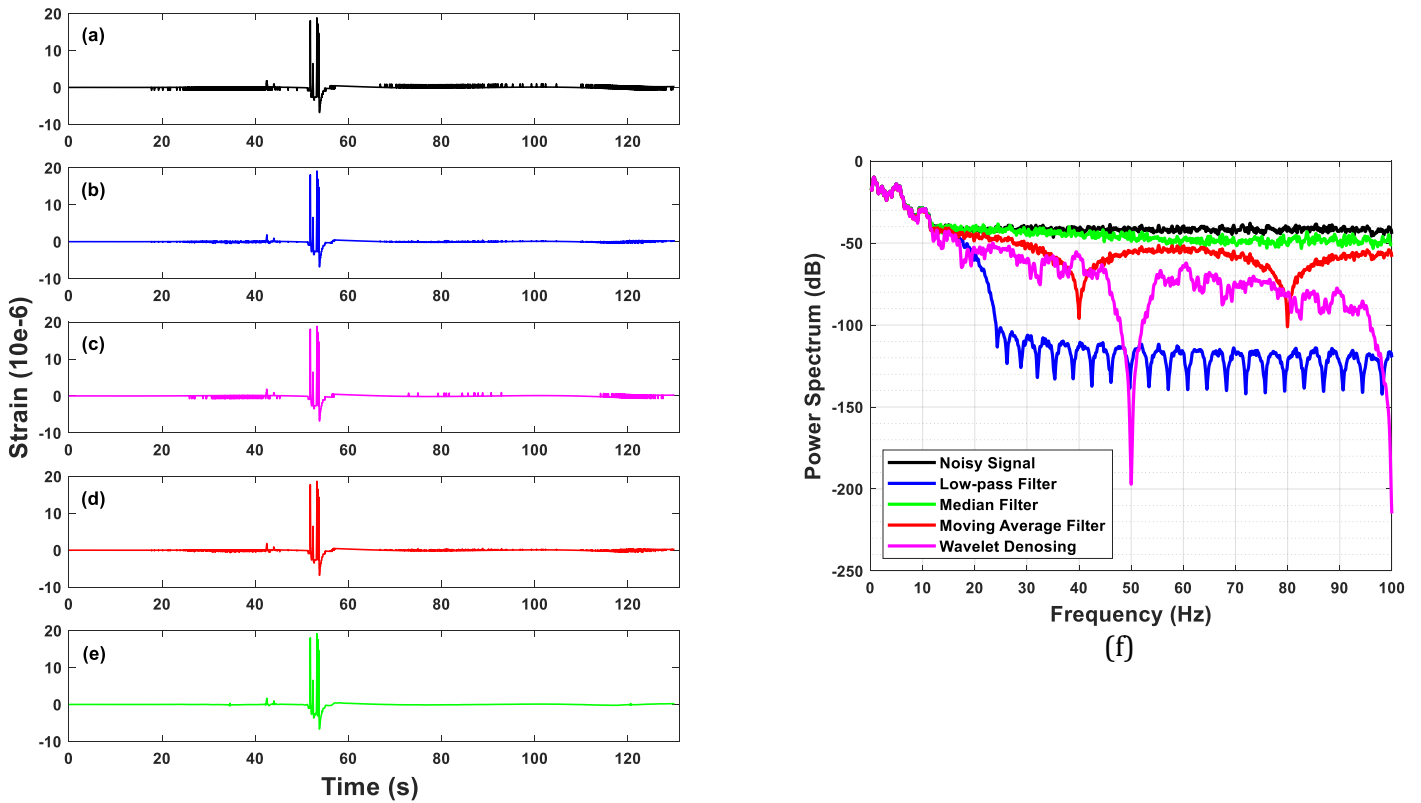 Strain (10e-6)
20
(a)
10
0
-10
0 20 40 60 80 100 120
20
(b)
10
0
-10
0 20 40 60 80 100 120
20
(c)
10
0
-10
0 20 40 60 80 100 120
20
(d)
10
0
-10
0 20 40 60 80 100 120
20
(e)
10
0
-10
0 20 40 60 80 100 120
Time (s)
Power Spectrum (dB)
0
-50
-100
-150
-200
-250
Noisy Signal
Low-pass Filter
Median Filter
Moving Average Filter
Wavelet Denosing
0 10 20 30 40 50 60 70 80 90 100
Frequency (Hz)
(f)